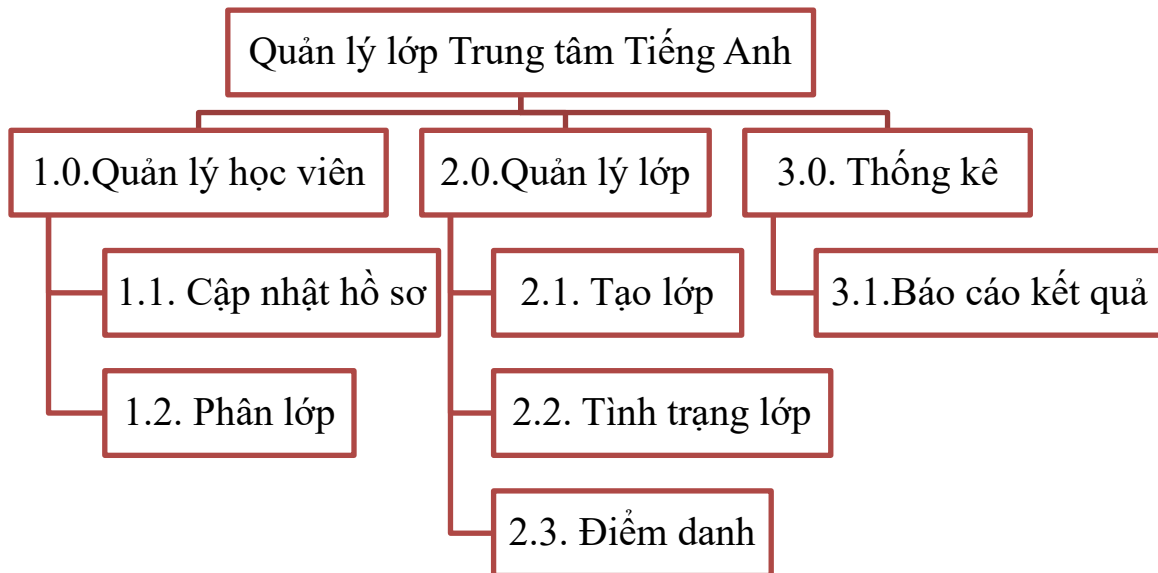 Quản lý lớp Trung tâm Tiếng Anh
1.0.Quản lý học viên
2.0.Quản lý lớp
3.0. Thống kê
1.1. Cập nhật hồ sơ
2.1. Tạo lớp
3.1.Báo cáo kết quả
1.2. Phân lớp
2.2. Tình trạng lớp
2.3. Điểm danh